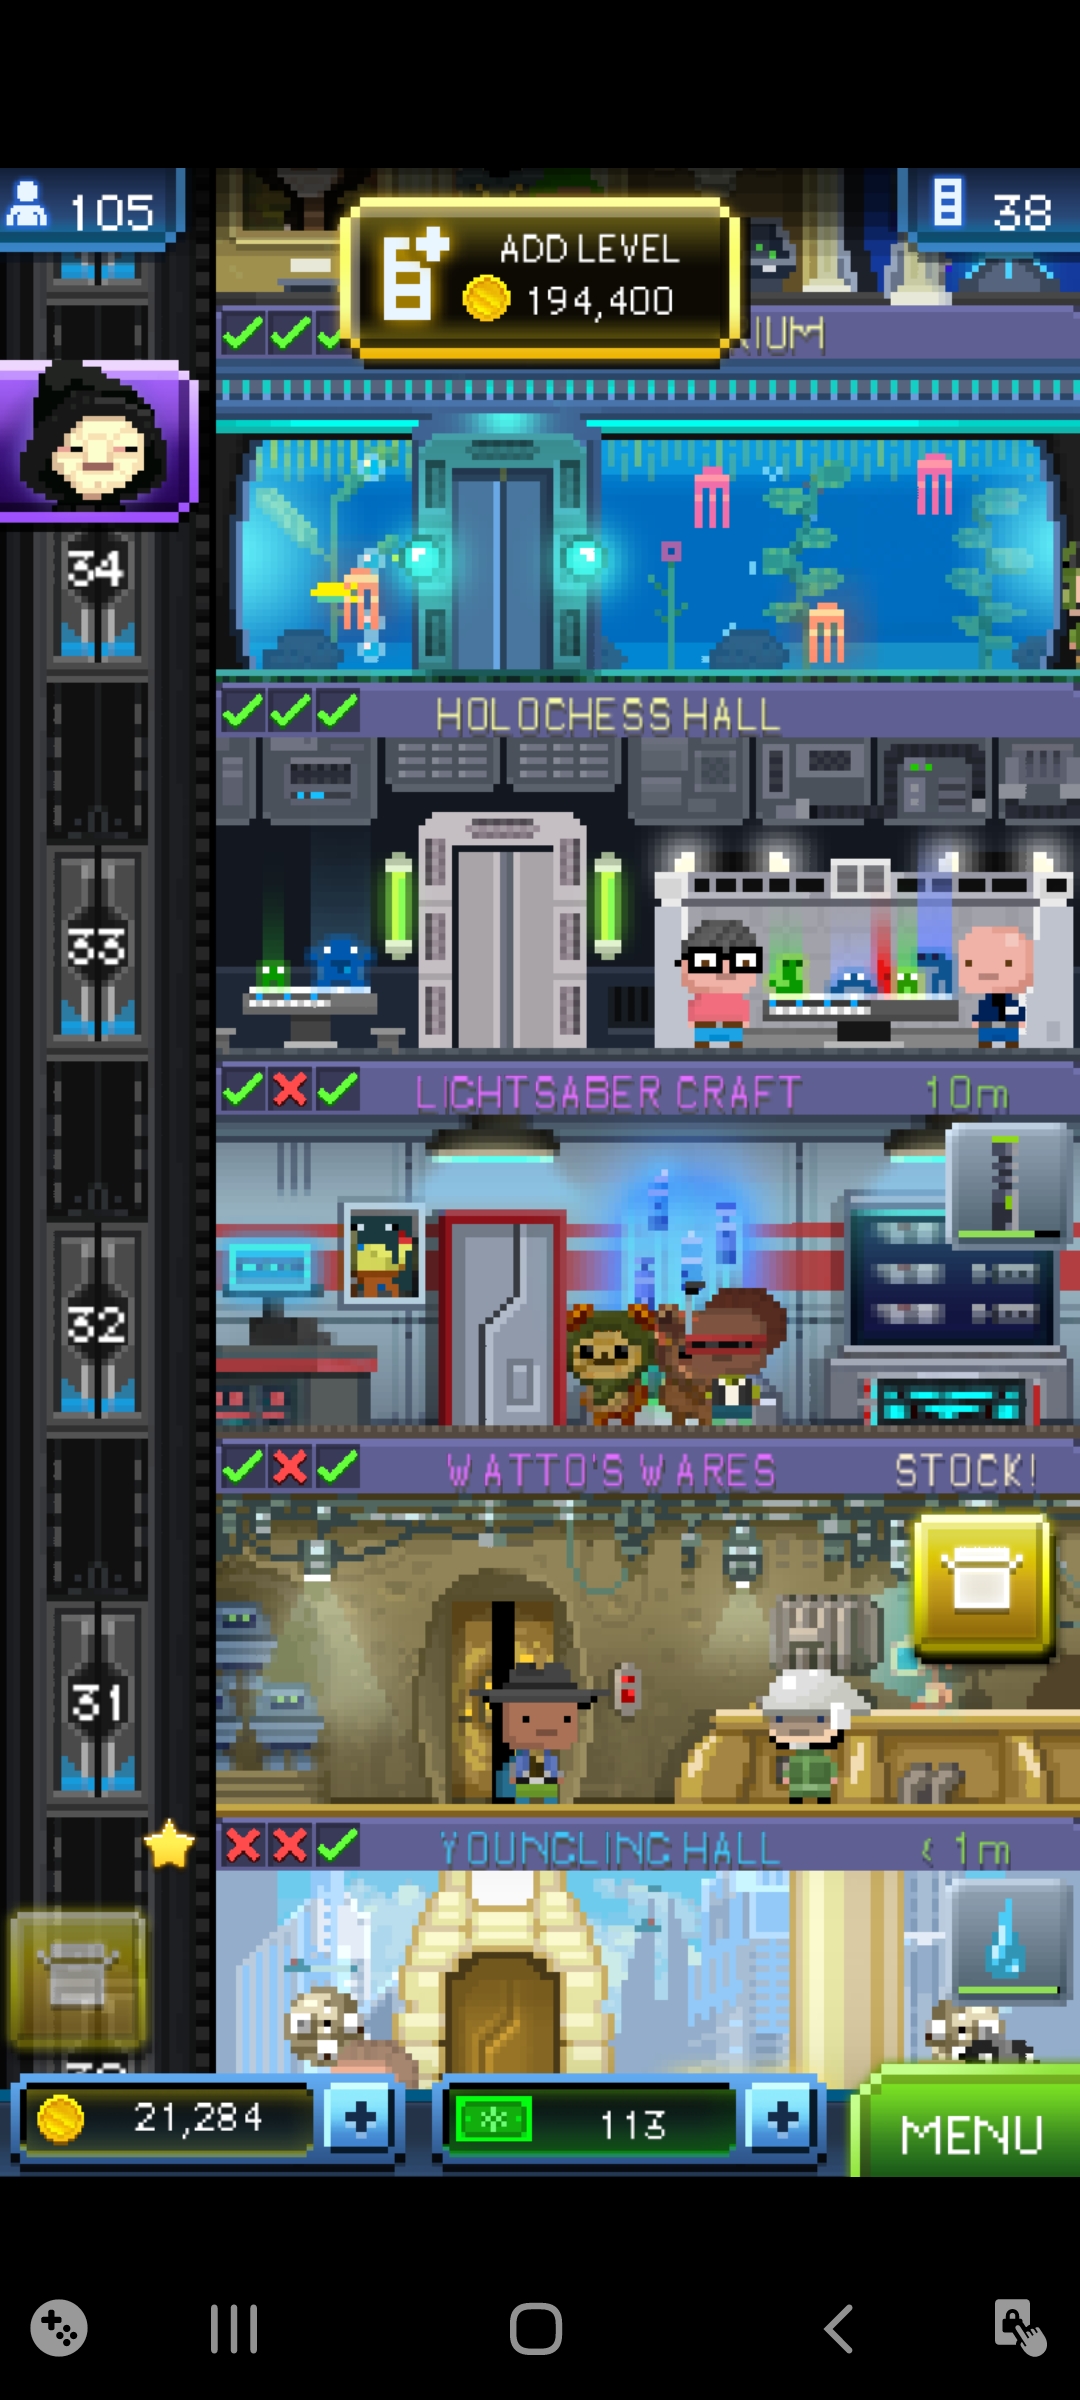 105
ADD LEVEL
194,400
38
34
HOLOCHESS HALL
33
LIGHTSABER CRAFT 10m
32
WATTO'S WARES STOCK!
31
YOUNGLING HALL < 1m
21,284
113
MENU